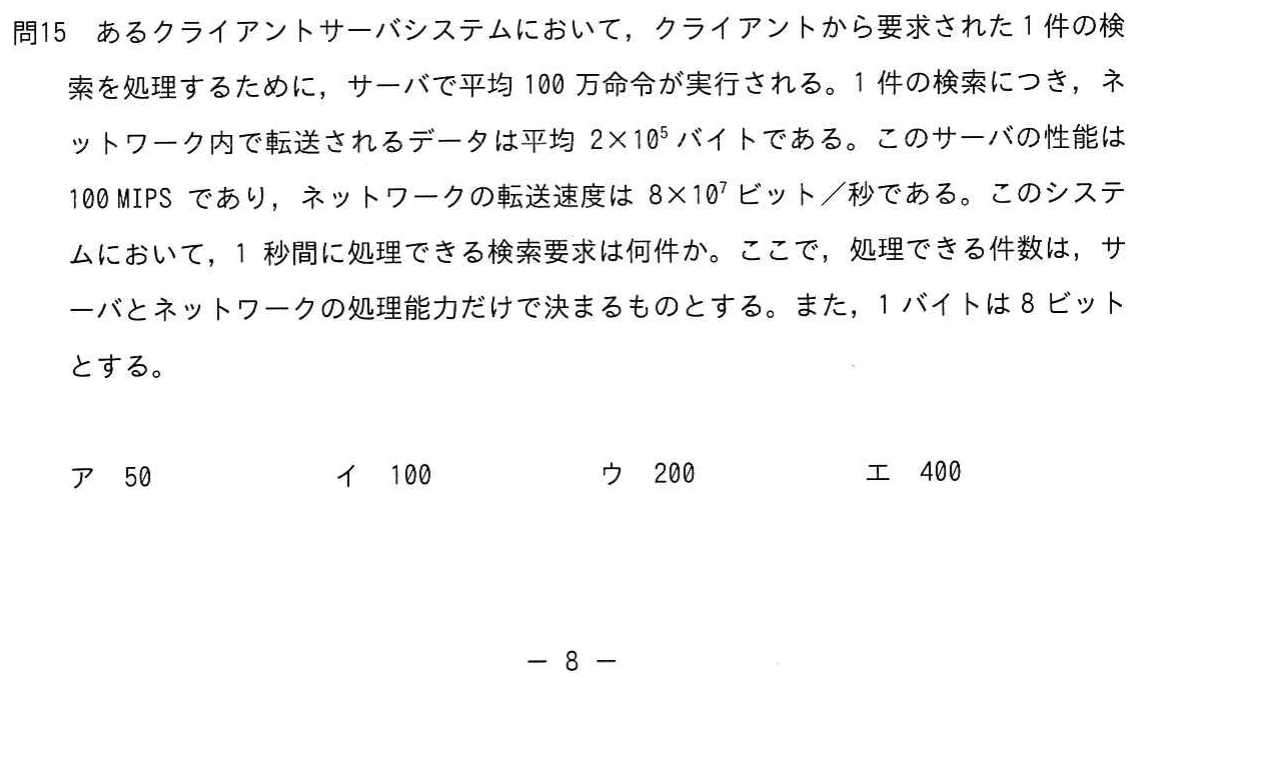 問15 あるクライアントサーバシステムにおいて，クライアントから要求された1件の検
索を処理するために，サーバで平均 100 万命令が実行される。1 件の検索につき，ネ
ットワーク内で転送されるデータは平均 2×10⁵ バイトである。このサーバの性能は
100 MIPS であり，ネットワークの転送速度は 8×10⁷ ビット／秒である。このシステ
ムにおいて，1 秒間に処理できる検索要求は何件か。ここで，処理できる件数は，サ
ーバとネットワークの処理能力だけで決まるものとする。また，1 バイトは 8 ビット
とする。
ア 50 イ 100 ウ 200 エ 400
－ 8 －